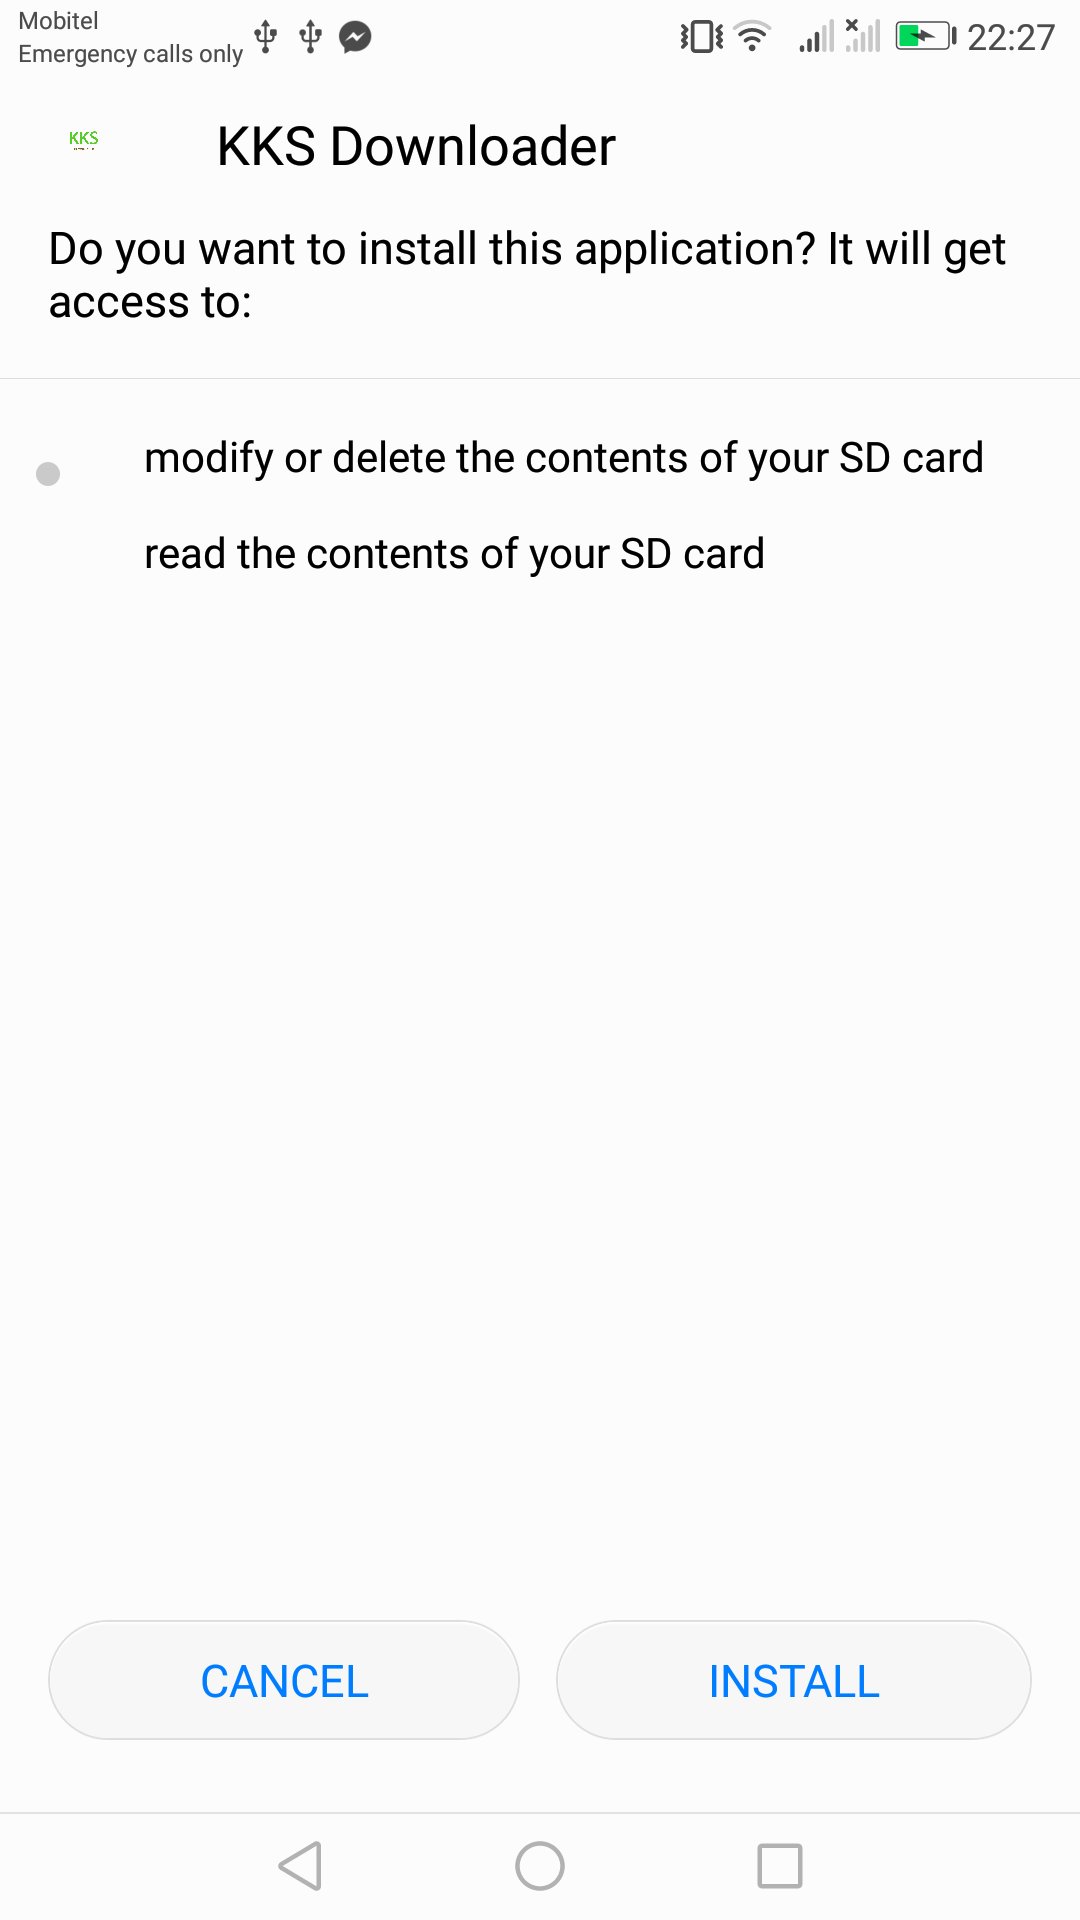 Mobitel
Emergency calls only
22:27
KKS
KKS Downloader
Do you want to install this application? It will get
access to:
modify or delete the contents of your SD card
read the contents of your SD card
CANCEL
INSTALL